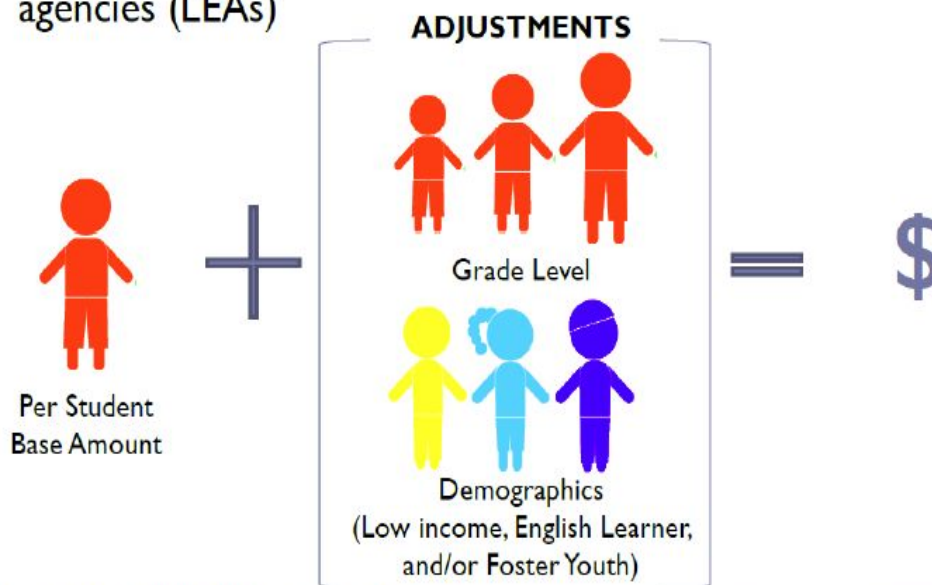 agencies (LEAs)
ADJUSTMENTS
Grade Level
Per Student
Base Amount
+
=
$
Demographics
(Low income, English Learner,
and/or Foster Youth)